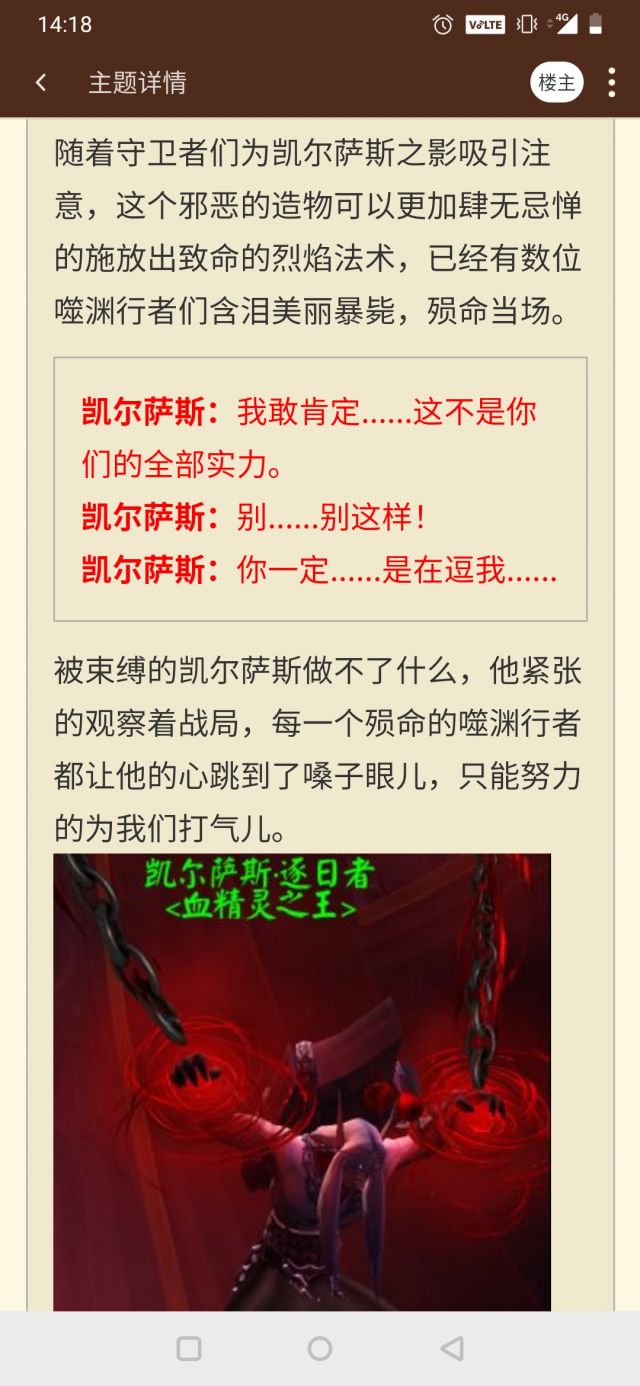 14:18
VoLTE
4G
主题详情
楼主
随着守卫者们为凯尔萨斯之影吸引注
意，这个邪恶的造物可以更加肆无忌惮
的施放出致命的烈焰法术，已经有数位
噬渊行者们含泪美丽暴毙，殒命当场。
凯尔萨斯：我敢肯定......这不是你
们的全部实力。
凯尔萨斯：别......别这样！
凯尔萨斯：你一定......是在逗我......
被束缚的凯尔萨斯做不了什么，他紧张
的观察着战局，每一个殒命的噬渊行者
都让他的心跳到了嗓子眼儿，只能努力
的为我们打气儿。
凯尔萨斯·逐日者
<血精灵之王>